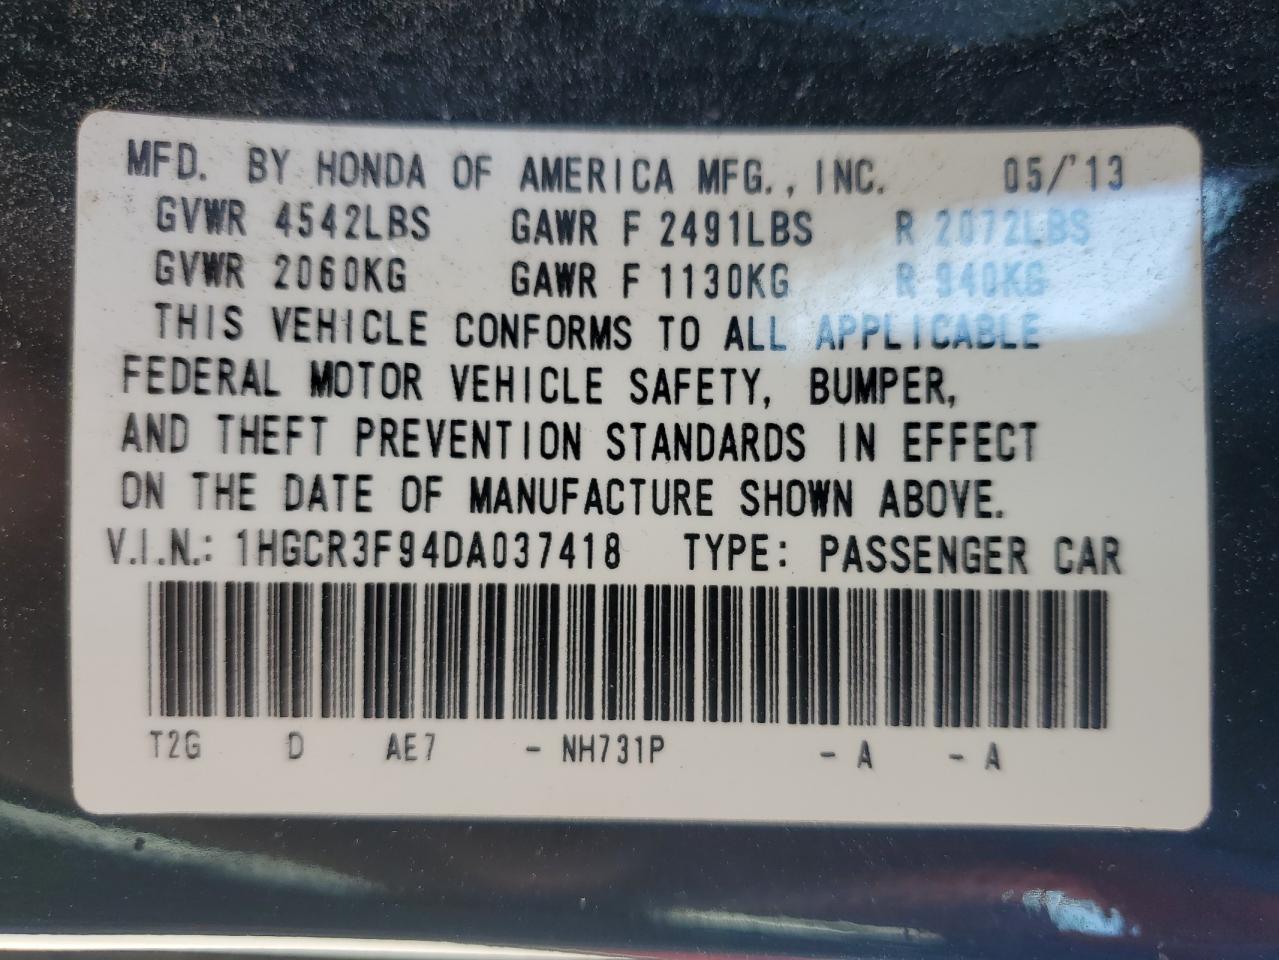 MFD. BY HONDA OF AMERICA MFG., INC. 05/'13
GVWR 4542LBS GAWR F 2491LBS R 2072LBS
GVWR 2060KG GAWR F 1130KG R 940KG
THIS VEHICLE CONFORMS TO ALL APPLICABLE
FEDERAL MOTOR VEHICLE SAFETY, BUMPER,
AND THEFT PREVENTION STANDARDS IN EFFECT
ON THE DATE OF MANUFACTURE SHOWN ABOVE.
V.I.N.: 1HGCR3F94DA037418 TYPE: PASSENGER CAR
T2G D AE7 - NH731P - A - A